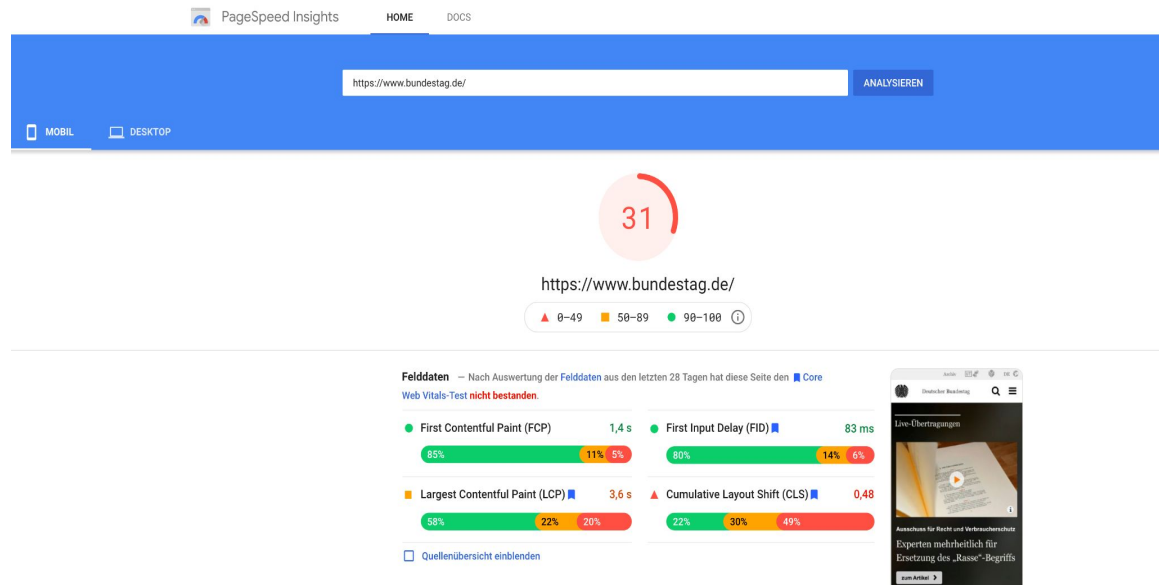 PageSpeed Insights
HOME
DOCS
https://www.bundestag.de/
ANALYSIEREN
MOBIL
DESKTOP
31
https://www.bundestag.de/
0–49
50–89
90–100
Felddaten — Nach Auswertung der Felddaten aus den letzten 28 Tagen hat diese Seite den Core
Web Vitals-Test nicht bestanden.
First Contentful Paint (FCP) 1,4 s
85% 11% 5%
First Input Delay (FID) 83 ms
80% 14% 6%
Largest Contentful Paint (LCP) 3,6 s
58% 22% 20%
Cumulative Layout Shift (CLS) 0,48
22% 30% 49%
Quellenübersicht einblenden
DE
Deutscher Bundestag
Live-Übertragungen
Ausschuss für Recht und Verbraucherschutz
Experten mehrheitlich für
Ersetzung des „Rasse“-Begriffs
zum Artikel